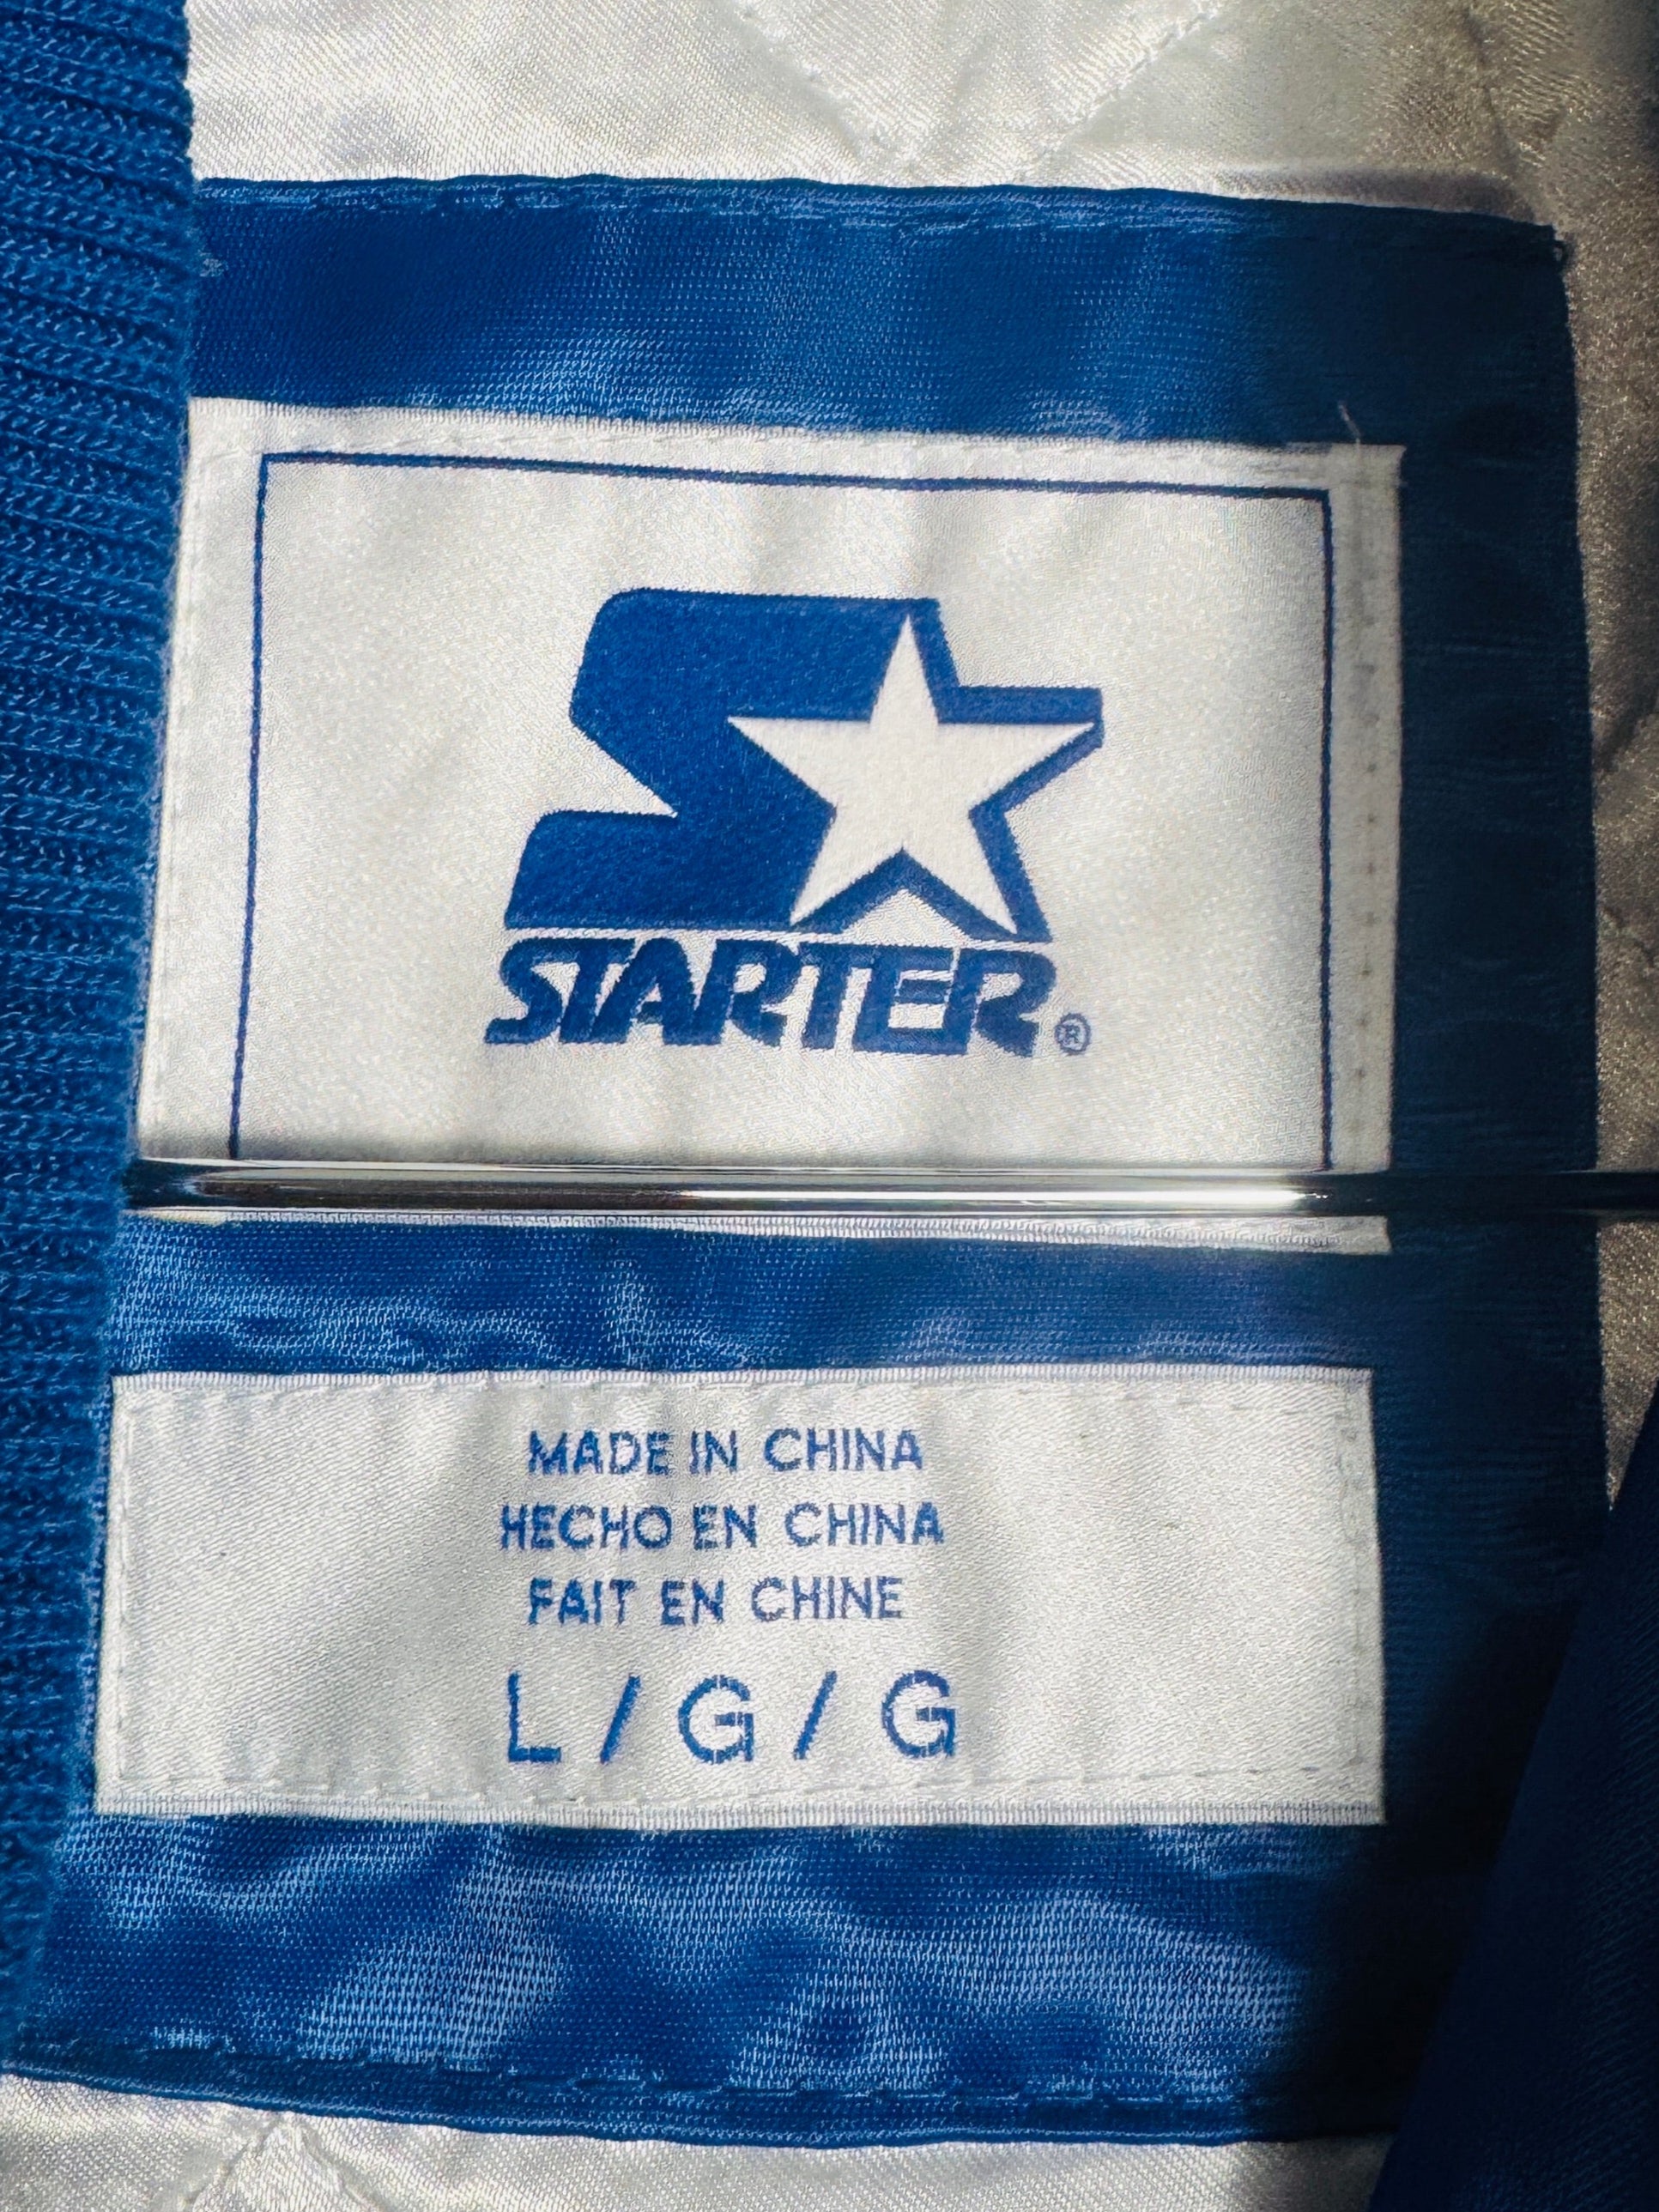 STARTER®
MADE IN CHINA
HECHO EN CHINA
FAIT EN CHINE
L / G / G